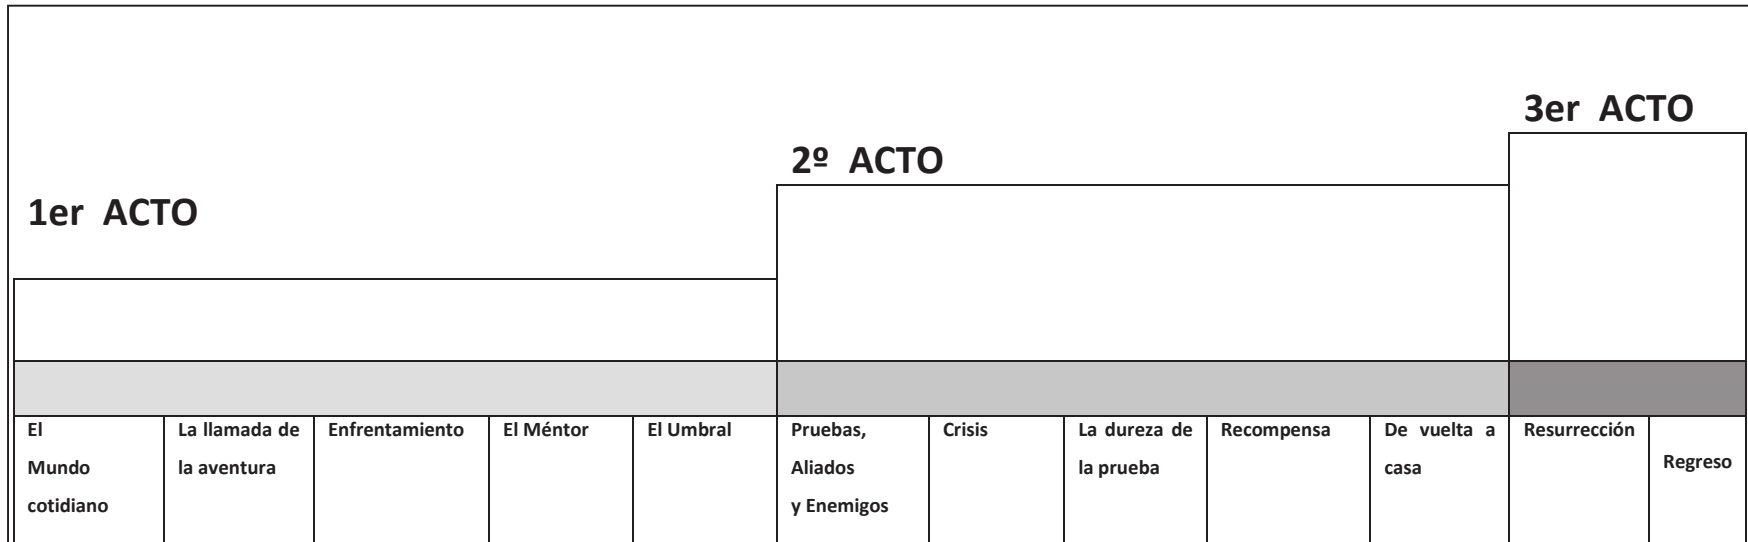 3er ACTO
2º ACTO
1er ACTO
El
Mundo
cotidiano
La llamada de
la aventura
Enfrentamiento
El Méntor
El Umbral
Pruebas,
Aliados
y Enemigos
Crisis
La dureza de
la prueba
Recompensa
De vuelta a
casa
Resurrección
Regreso